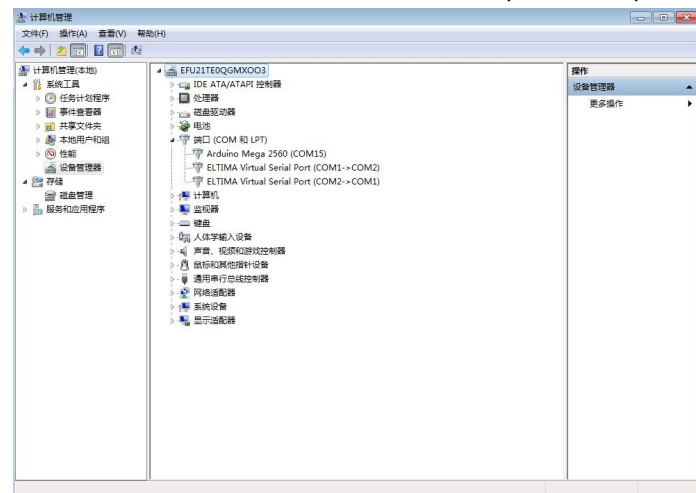 计算机管理
文件(F) 操作(A) 查看(V) 帮助(H)
计算机管理(本地)
系统工具
任务计划程序
事件查看器
共享文件夹
本地用户和组
性能
设备管理器
存储
磁盘管理
服务和应用程序
EFU21TE0QGMXOO3
IDE ATA/ATAPI 控制器
处理器
磁盘驱动器
电池
端口 (COM 和 LPT)
Arduino Mega 2560 (COM15)
ELTIMA Virtual Serial Port (COM1->COM2)
ELTIMA Virtual Serial Port (COM2->COM1)
计算机
监视器
键盘
人体学输入设备
声音、视频和游戏控制器
鼠标和其他指针设备
通用串行总线控制器
网络适配器
系统设备
显示适配器
操作
设备管理器
更多操作